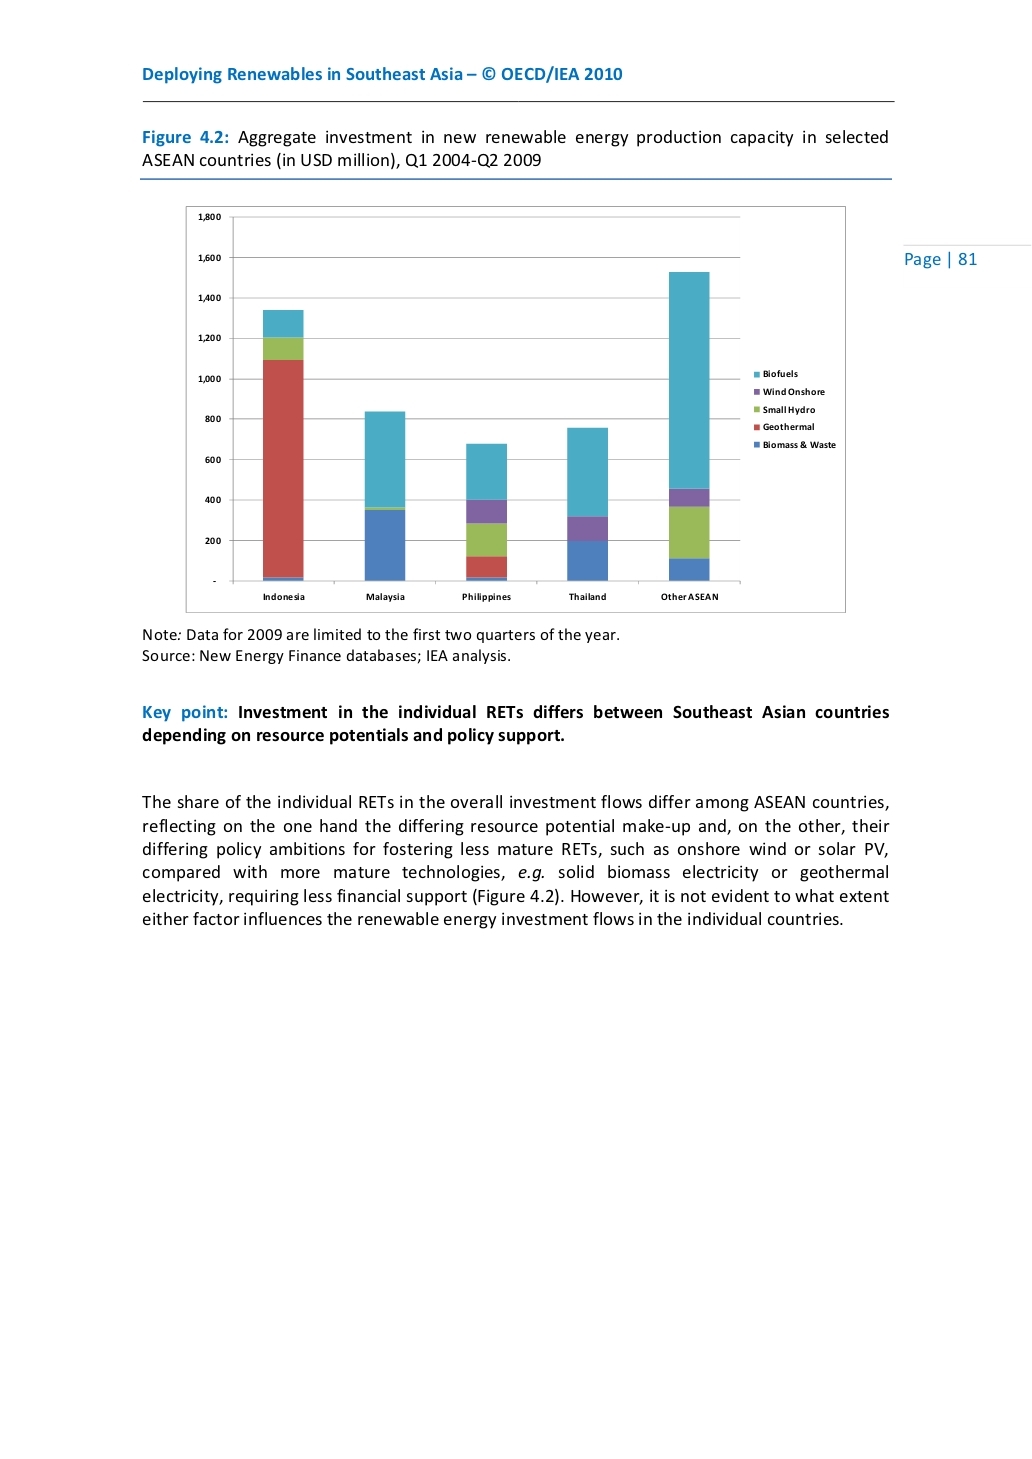 Deploying Renewables in Southeast Asia – © OECD/IEA 2010
Figure 4.2: Aggregate investment in new renewable energy production capacity in selected
ASEAN countries (in USD million), Q1 2004-Q2 2009
Page | 81
1,800
1,600
1,400
1,200
1,000
800
600
400
200
-
Indonesia
Malaysia
Philippines
Thailand
Other ASEAN
Biofuels
Wind Onshore
Small Hydro
Geothermal
Biomass & Waste
Note: Data for 2009 are limited to the first two quarters of the year.
Source: New Energy Finance databases; IEA analysis.
Key point: Investment in the individual RETs differs between Southeast Asian countries
depending on resource potentials and policy support.
The share of the individual RETs in the overall investment flows differ among ASEAN countries,
reflecting on the one hand the differing resource potential make-up and, on the other, their
differing policy ambitions for fostering less mature RETs, such as onshore wind or solar PV,
compared with more mature technologies, e.g. solid biomass electricity or geothermal
electricity, requiring less financial support (Figure 4.2). However, it is not evident to what extent
either factor influences the renewable energy investment flows in the individual countries.